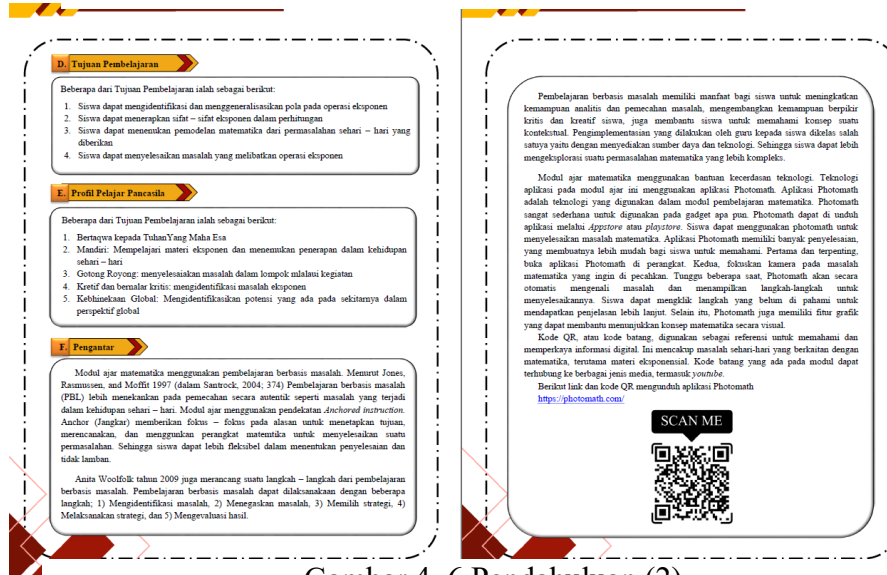 D. Tujuan Pembelajaran
Beberapa dari Tujuan Pembelajaran ialah sebagai berikut:
1. Siswa dapat mengidentifikasi dan menggeneralisasikan pola pada operasi eksponen
2. Siswa dapat menerapkan sifat – sifat eksponen dalam perhitungan
3. Siswa dapat menemukan pemodelan matematika dari permasalahan sehari – hari yang
diberikan
4. Siswa dapat menyelesaikan masalah yang melibatkan operasi eksponen
E. Profil Pelajar Pancasila
Beberapa dari Tujuan Pembelajaran ialah sebagai berikut:
1. Bertaqwa kepada TuhanYang Maha Esa
2. Mandiri: Mempelajari materi eksponen dan menemukan penerapan dalam kehidupan
sehari – hari
3. Gotong Royong: menyelesaiakan masalah dalam lompok mlalaui kegiatan
4. Kretif dan bernalar kritis: mengidentifikasi masalah eksponen
5. Kebhinekaan Global: Mengidentifikasikan potensi yang ada pada sekitarnya dalam
perspektif global
F. Pengantar
Modul ajar matematika menggunakan pembelajaran berbasis masalah. Menurut Jones,
Rasmussen, and Moffit 1997 (dalam Santrock, 2004; 374) Pembelajaran berbasis masalah
(PBL) lebih menekankan pada pemecahan secara autentik seperti masalah yang terjadi
dalam kehidupan sehari – hari. Modul ajar menggunakan pendekatan Anchored instruction.
Anchor (Jangkar) memberikan fokus – fokus pada alasan untuk menetapkan tujuan,
merencanakan, dan menggunkan perangkat matemtika untuk menyelesaikan suatu
permasalahan. Sehingga siswa dapat lebih fleksibel dalam menentukan penyelesaian dan
tidak lamban.
Anita Woolfolk tahun 2009 juga merancang suatu langkah – langkah dari pembelajaran
berbasis masalah. Pembelajaran berbasis masalah dapat dilaksanakaan dengan beberapa
langkah; 1) Mengidentifikasi masalah, 2) Menegaskan masalah, 3) Memilih strategi, 4)
Melaksanakan strategi, dan 5) Mengevaluasi hasil.
Pembelajaran berbasis masalah memiliki manfaat bagi siswa untuk meningkatkan
kemampuan analitis dan pemecahan masalah, mengembangkan kemampuan berpikir
kritis dan kreatif siswa, juga membantu siswa untuk memahami konsep suatu
kontekstual. Pengimplementasian yang dilakukan oleh guru kepada siswa dikelas salah
satuya yaitu dengan menyediakan sumber daya dan teknologi. Sehingga siswa dapat lebih
mengeksplorasi suatu permasalahan matematika yang lebih kompleks.
Modul ajar matematika menggunakan bantuan kecerdasan teknologi. Teknologi
aplikasi pada modul ajar ini menggunakan aplikasi Photomath. Aplikasi Photomath
adalah teknologi yang digunakan dalam modul pembelajaran matematika. Photomath
sangat sederhana untuk digunakan pada gadget apa pun. Photomath dapat di unduh
aplikasi melalui Appstore atau playstore. Siswa dapat menggunakan photomath untuk
menyelesaikan masalah matematika. Aplikasi Photomath memiliki banyak penyelesaian,
yang membuatnya lebih mudah bagi siswa untuk memahami. Pertama dan terpenting,
buka aplikasi Photomath di perangkat. Kedua, fokuskan kamera pada masalah
matematika yang ingin di pecahkan. Tunggu beberapa saat, Photomath akan secara
otomatis mengenali masalah dan menampilkan langkah-langkah untuk
menyelesaikannya. Siswa dapat mengklik langkah yang belum di pahami untuk
mendapatkan penjelasan lebih lanjut. Selain itu, Photomath juga memiliki fitur grafik
yang dapat membantu menunjukkan konsep matematika secara visual.
Kode QR, atau kode batang, digunakan sebagai referensi untuk memahami dan
memperkaya informasi digital. Ini mencakup masalah sehari-hari yang berkaitan dengan
matematika, terutama materi eksponensial. Kode batang yang ada pada modul ajar dapat
terhubung ke berbagai jenis media, termasuk youtube.
Berikut link dan kode QR mengunduh aplikasi Photomath
https://photomath.com/
SCAN ME
Gambar 4. 6 Pendahuluan (2)